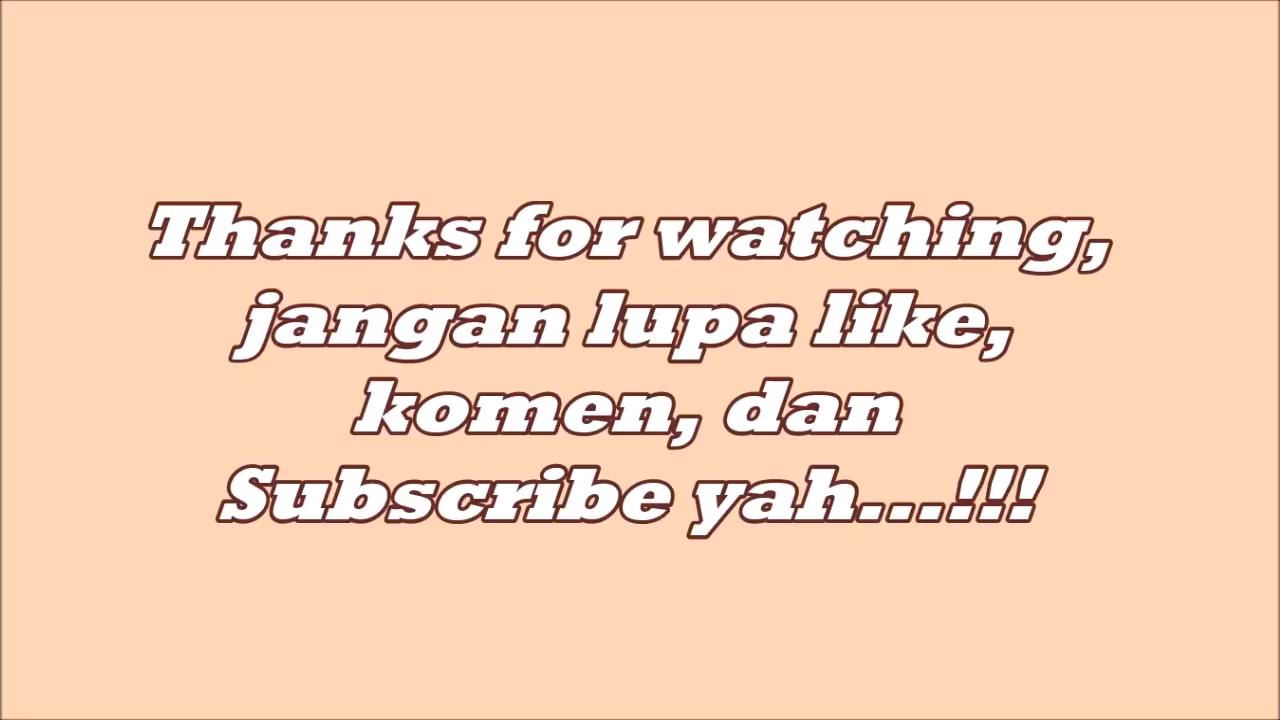 Thanks for watching,
jangan lupa like,
komen, dan
Subscribe yah...!!!